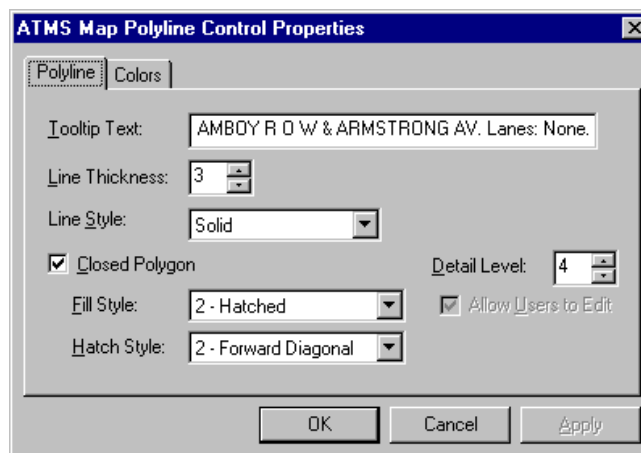 ATMS Map Polyline Control Properties
Polyline Colors
Tooltip Text: AMBOY R O W & ARMSTRONG AV. Lanes: None.
Line Thickness: 3
Line Style: Solid
Closed Polygon Detail Level: 4
Fill Style: 2 - Hatched Allow Users to Edit
Hatch Style: 2 - Forward Diagonal
OK Cancel Apply